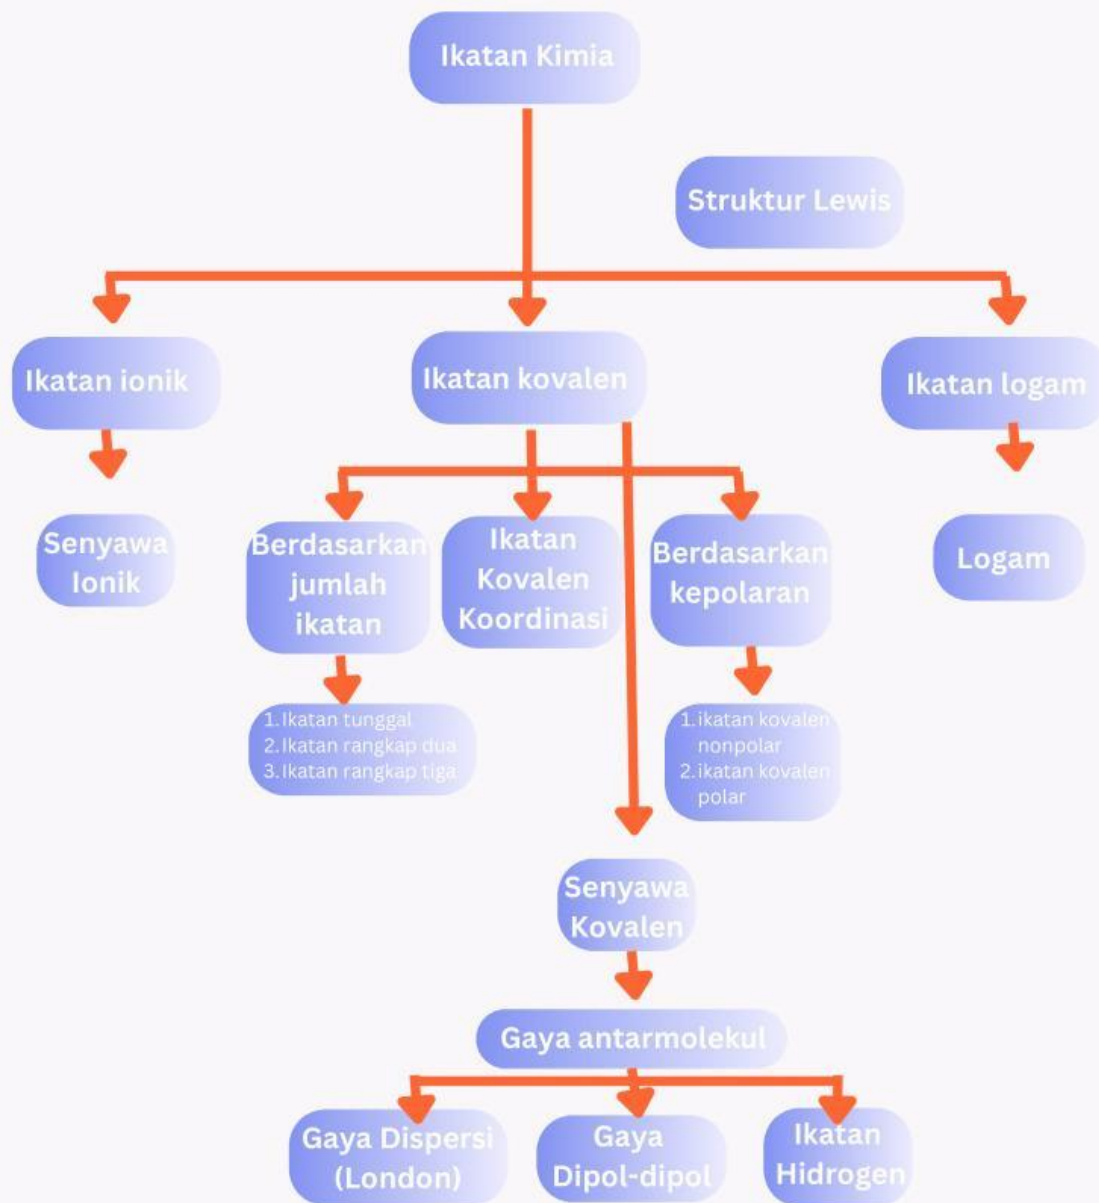 Ikatan Kimia
Struktur Lewis
Ikatan ionik
Ikatan kovalen
Ikatan logam
Senyawa
Ionik
Berdasarkan
jumlah
ikatan
Ikatan
Kovalen
Koordinasi
Berdasarkan
kepolaran
Logam
1. Ikatan tunggal
2. Ikatan rangkap dua
3. Ikatan rangkap tiga
1. ikatan kovalen
nonpolar
2. ikatan kovalen
polar
Senyawa
Kovalen
Gaya antarmolekul
Gaya Dispersi
(London)
Gaya
Dipol-dipol
Ikatan
Hidrogen